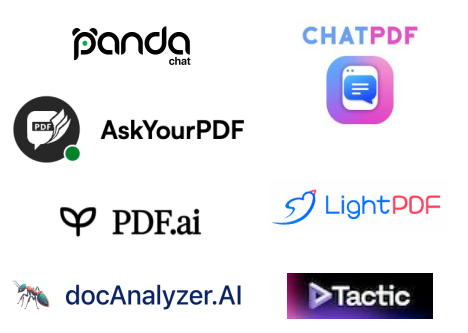 panda
chat
CHATPDF
PDF
AskYourPDF
PDF.ai
LightPDF
docAnalyzer.AI
Tactic